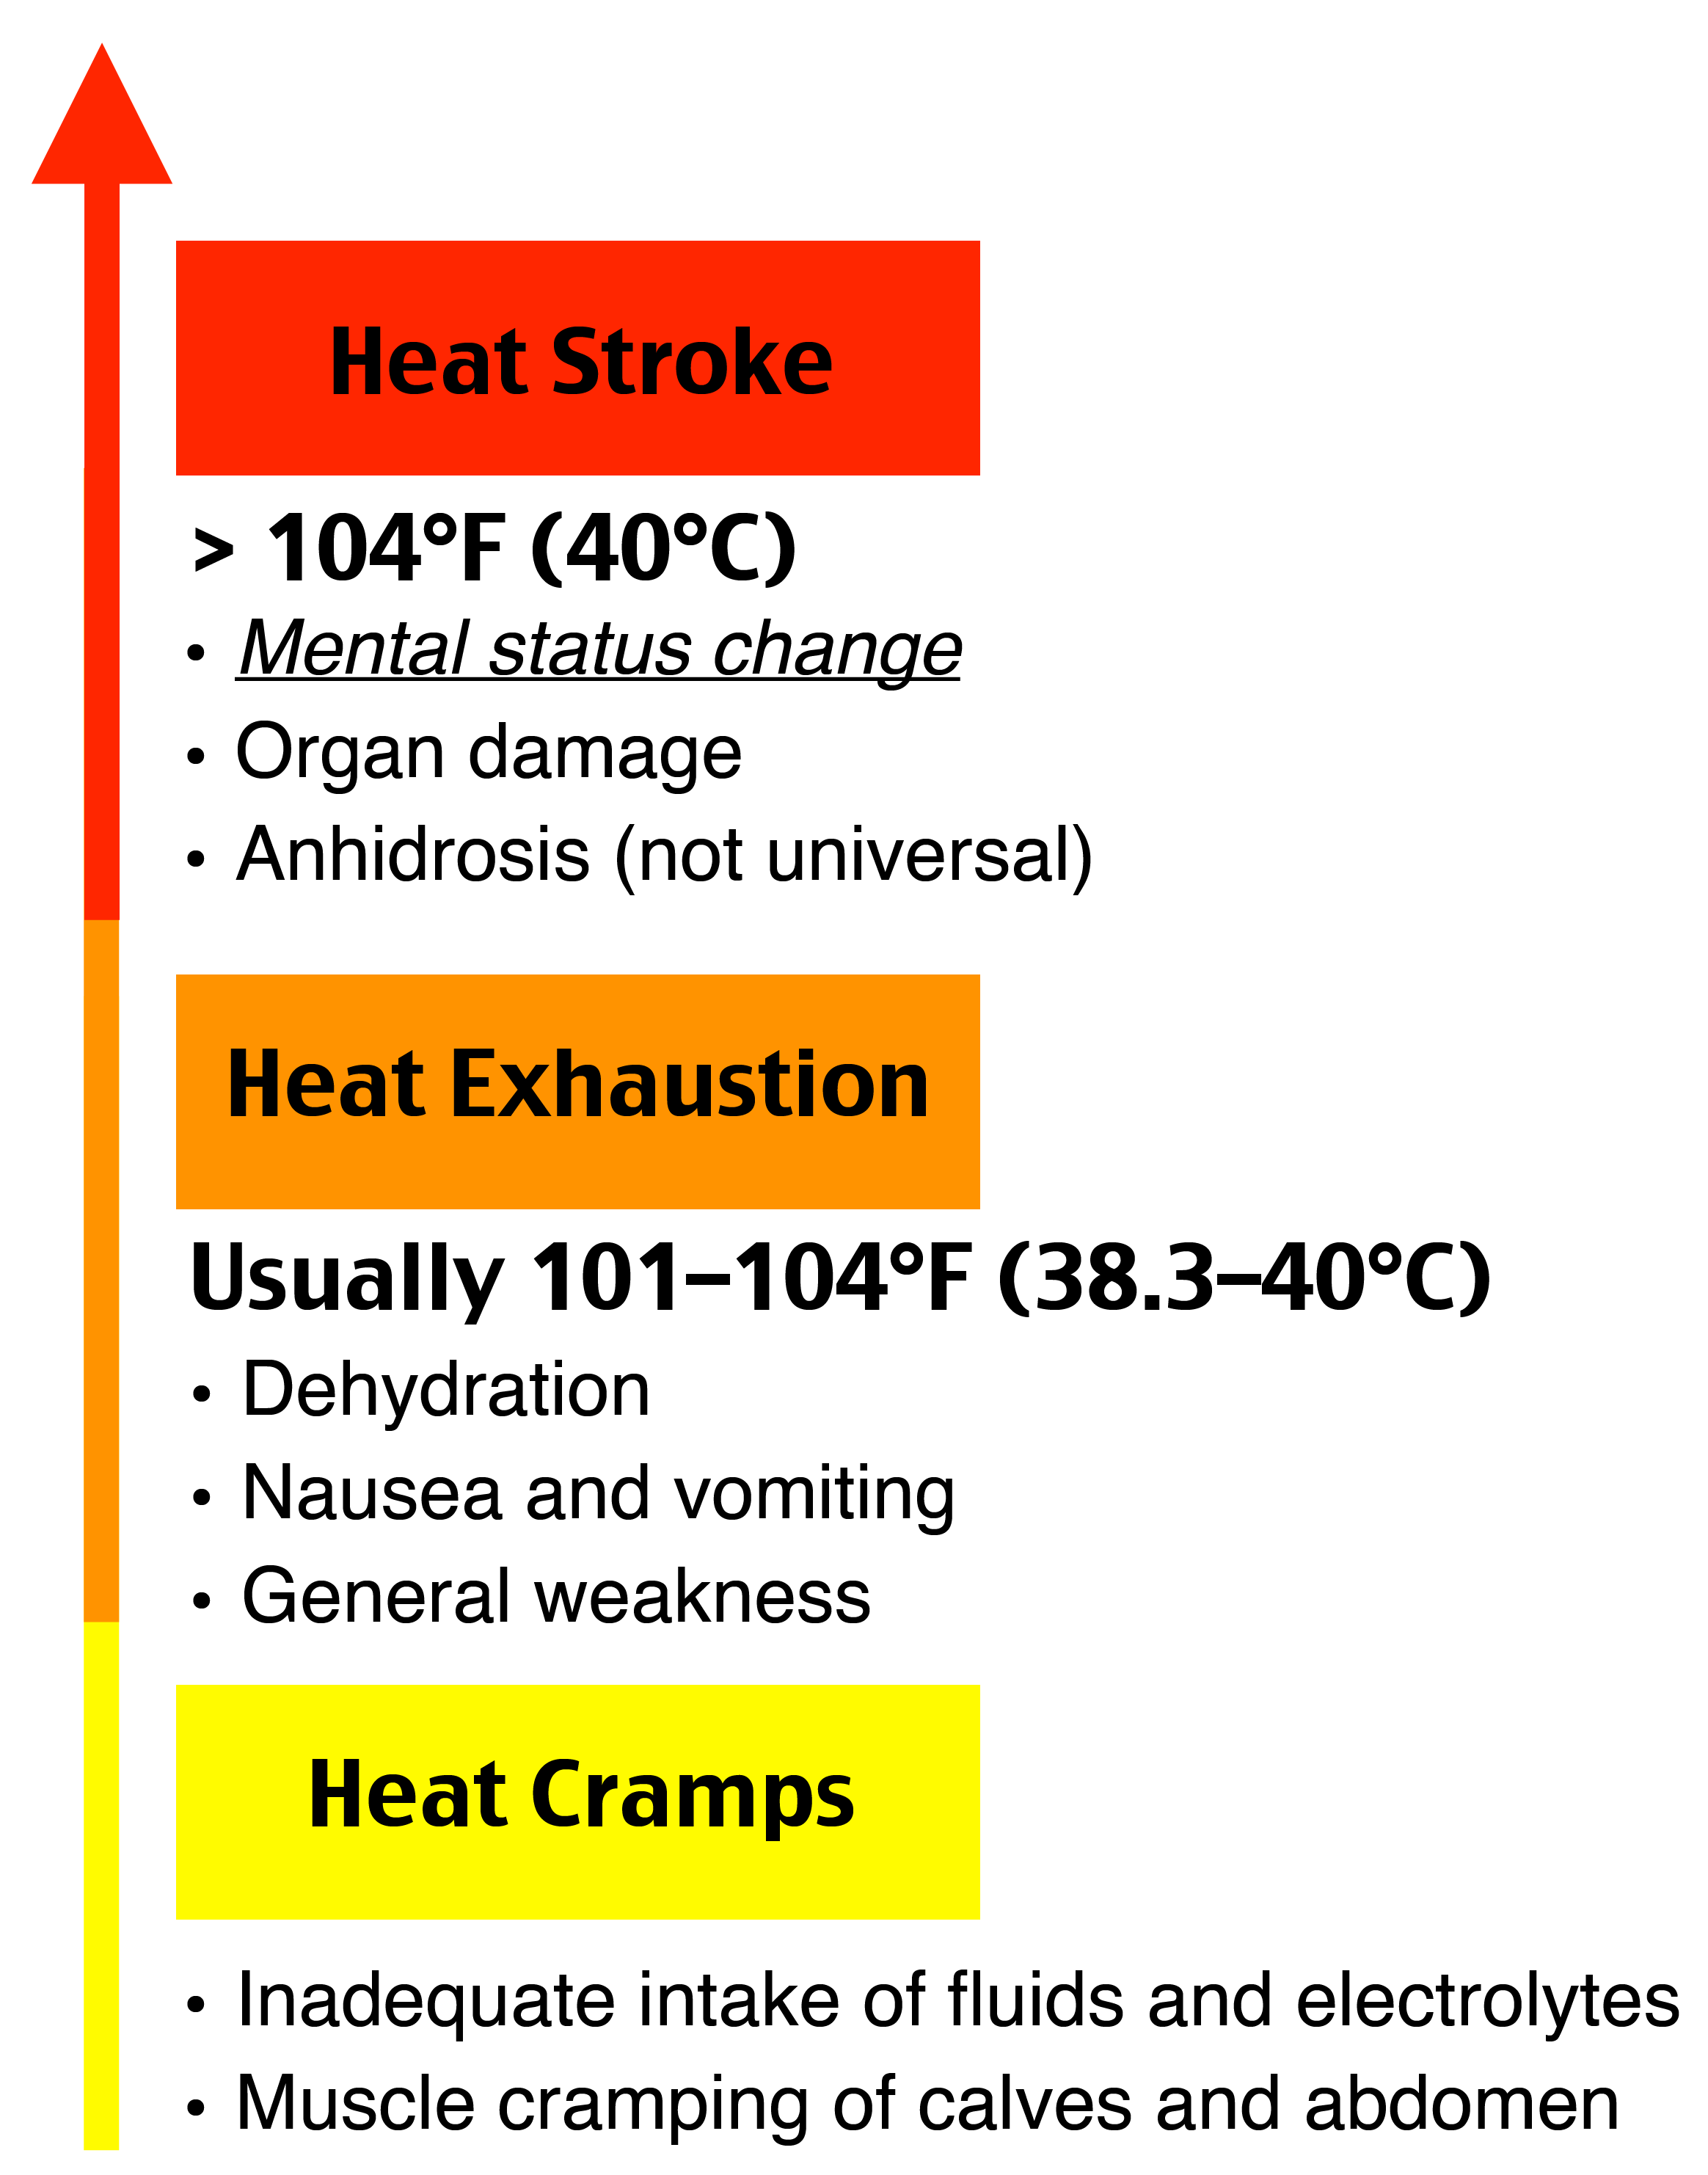 Heat Stroke
> 104°F (40°C)
• Mental status change
• Organ damage
• Anhidrosis (not universal)
Heat Exhaustion
Usually 101–104°F (38.3–40°C)
• Dehydration
• Nausea and vomiting
• General weakness
Heat Cramps
• Inadequate intake of fluids and electrolytes
• Muscle cramping of calves and abdomen